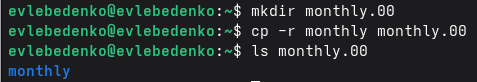 evlebedenko@evlebedenko:~$ mkdir monthly.00
evlebedenko@evlebedenko:~$ cp -r monthly monthly.00
evlebedenko@evlebedenko:~$ ls monthly.00
monthly